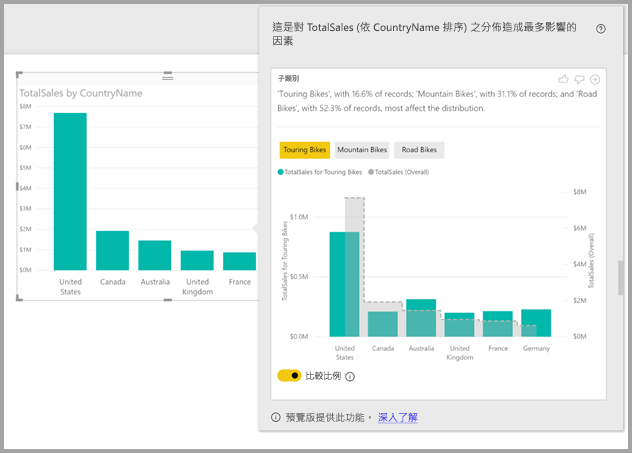 這是對 TotalSales (依 CountryName 排序) 之分佈造成最多影響的
因素
TotalSales by CountryName
$8M
$7M
$6M
$5M
$4M
$3M
$2M
$1M
$0M
United
States
Canada
Australia
United
Kingdom
France
子類別
'Touring Bikes', with 16.6% of records; 'Mountain Bikes', with 31.1% of records; and 'Road
Bikes', with 52.3% of records, most affect the distribution.
Touring Bikes
Mountain Bikes
Road Bikes
TotalSales for Touring Bikes
TotalSales (Overall)
TotalSales for Touring Bikes
$1.0M
$0.5M
$0.0M
$8M
$6M
$4M
$2M
$0M
TotalSales (Overall)
United
States
Canada
Australia
United
Kingdom
France
Germany
比較比例
預覽版提供此功能。 深入了解